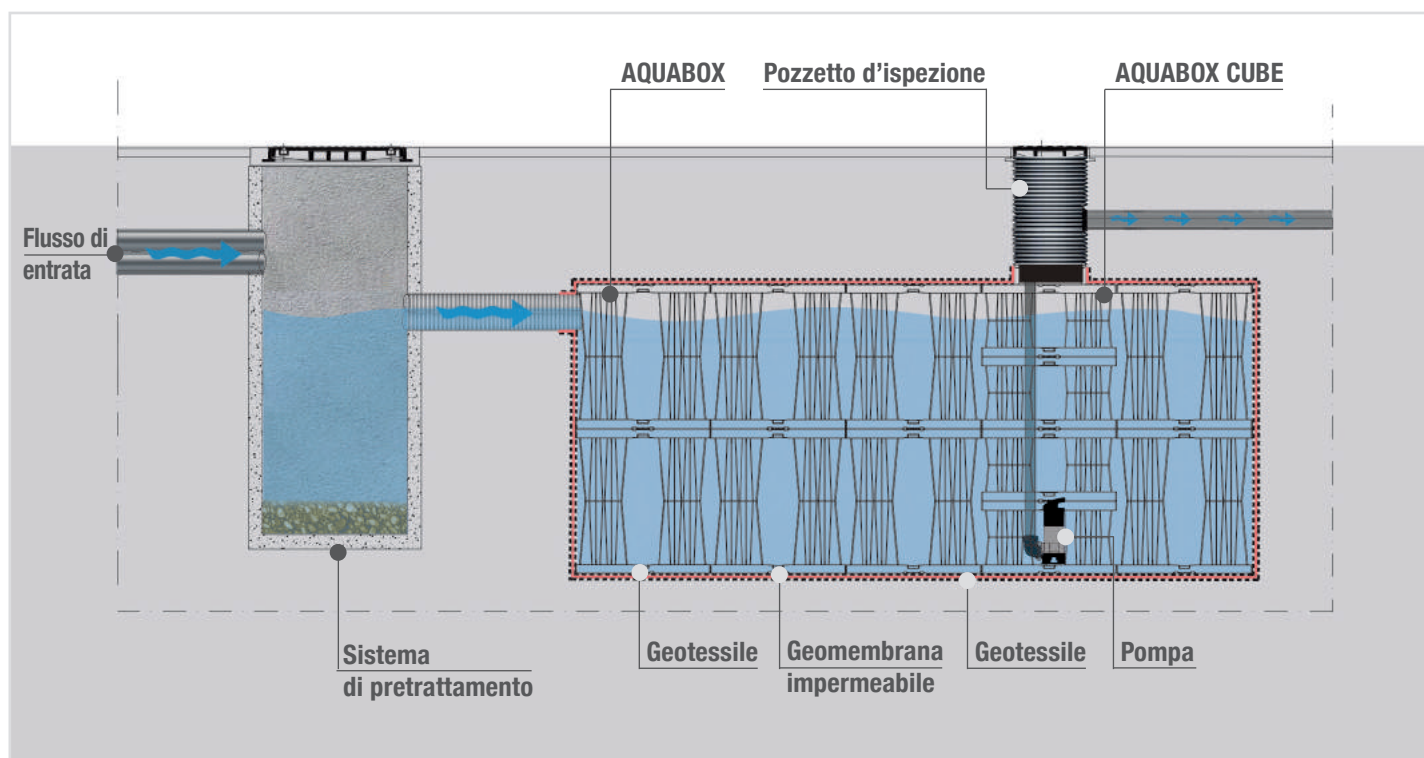 AQUABOX
Pozzetto d'ispezione
AQUABOX CUBE
Flusso di
entrata
Sistema
di pretrattamento
Geotessile
Geomembrana
impermeabile
Geotessile
Pompa